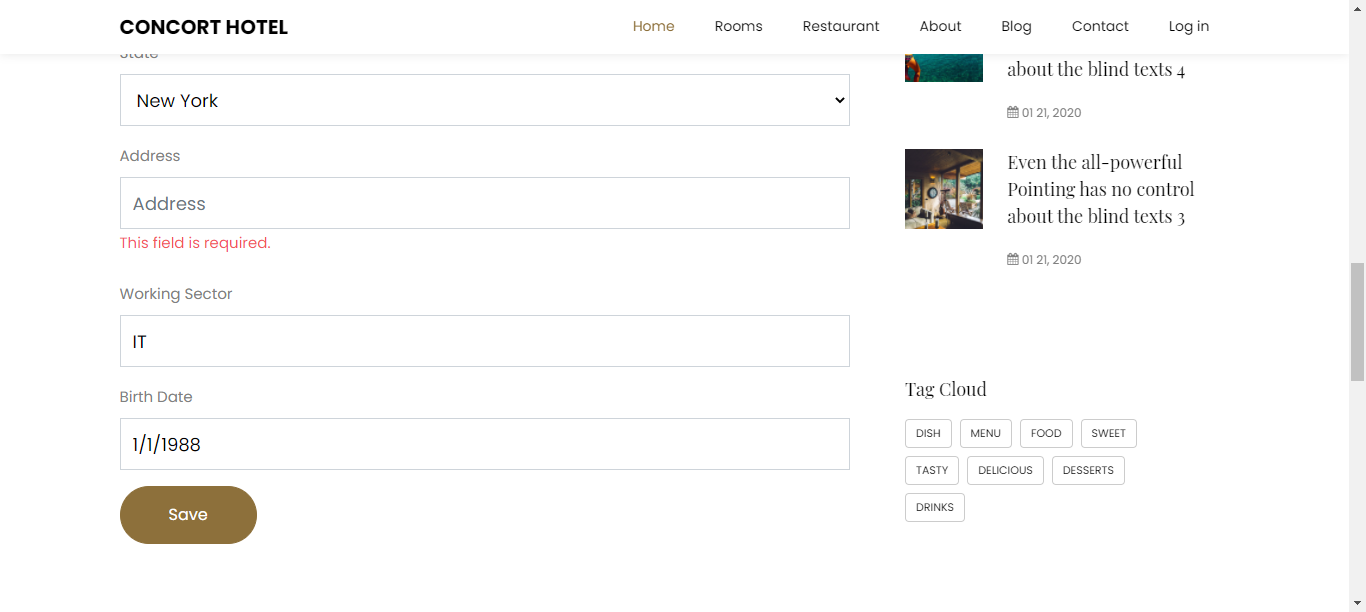 CONCORT HOTEL
Home
Rooms
Restaurant
About
Blog
Contact
Log in
State
New York
Address
Address
This field is required.
Working Sector
IT
Birth Date
1/1/1988
Save
about the blind texts 4
01 21, 2020
Even the all-powerful
Pointing has no control
about the blind texts 3
01 21, 2020
Tag Cloud
DISH
MENU
FOOD
SWEET
TASTY
DELICIOUS
DESSERTS
DRINKS